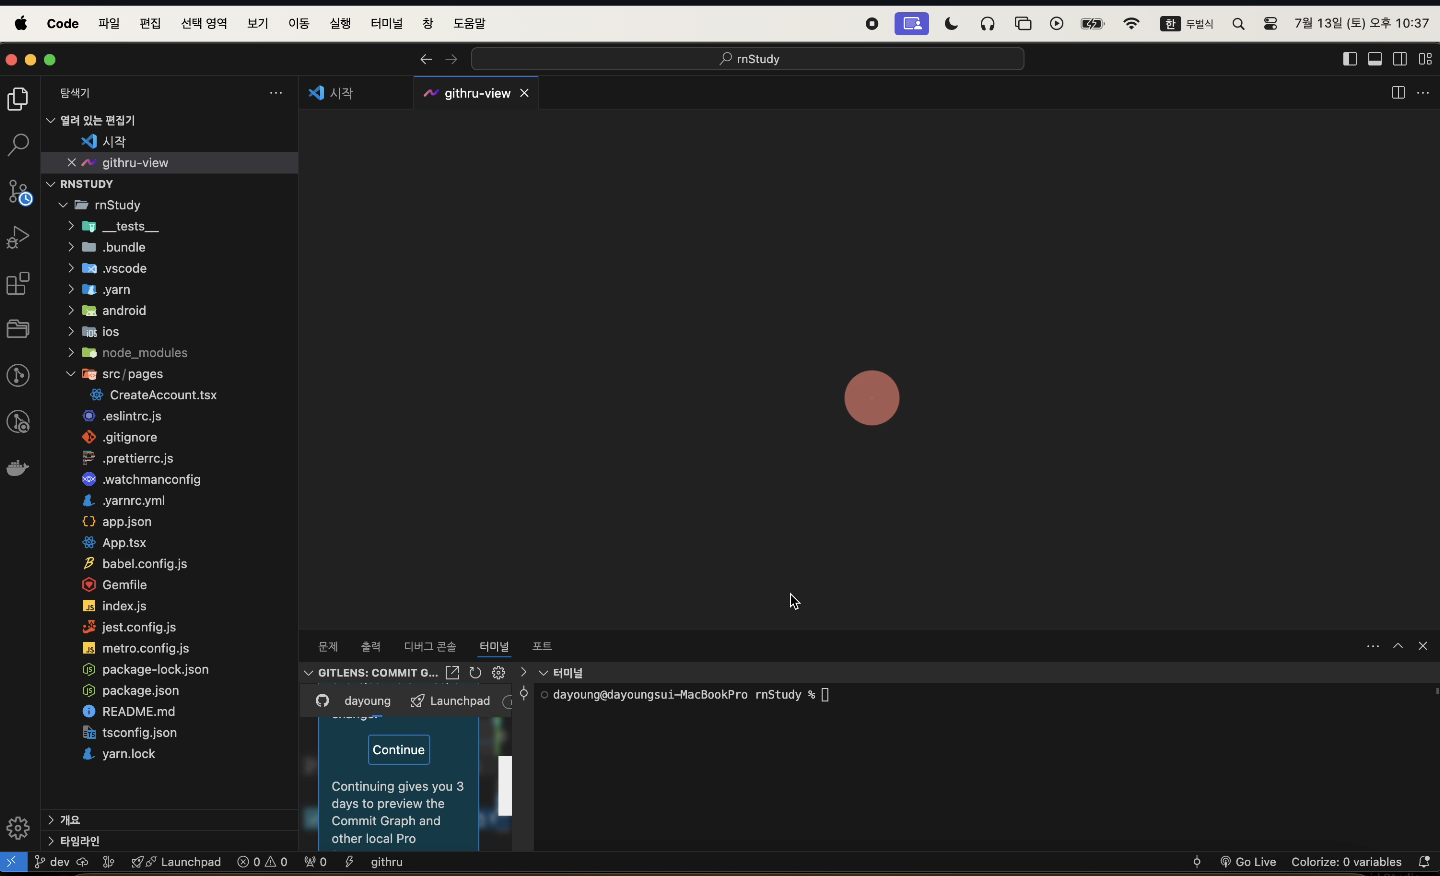 Code 파일 편집 선택 영역 보기 이동 실행 터미널 창 도움말 한 두벌식 7월 13일 (토) 오후 10:37
rnStudy
탐색기
시작
githru-view
열려 있는 편집기
시작
githru-view
RNSTUDY
rnStudy
__tests__
.bundle
.vscode
.yarn
android
ios
node_modules
src / pages
CreateAccount.tsx
.eslintrc.js
.gitignore
.prettierrc.js
.watchmanconfig
.yarnrc.yml
app.json
App.tsx
babel.config.js
Gemfile
index.js
jest.config.js
metro.config.js
package-lock.json
package.json
README.md
tsconfig.json
yarn.lock
개요
타임라인
문제 출력 디버그 콘솔 터미널 포트
GITLENS: COMMIT G...
dayoung Launchpad
change.
Continue
Continuing gives you 3
days to preview the
Commit Graph and
other local Pro
터미널
dayoung@dayoungsui-MacBookPro rnStudy %
dev Launchpad 0 0 0 githru Go Live Colorize: 0 variables